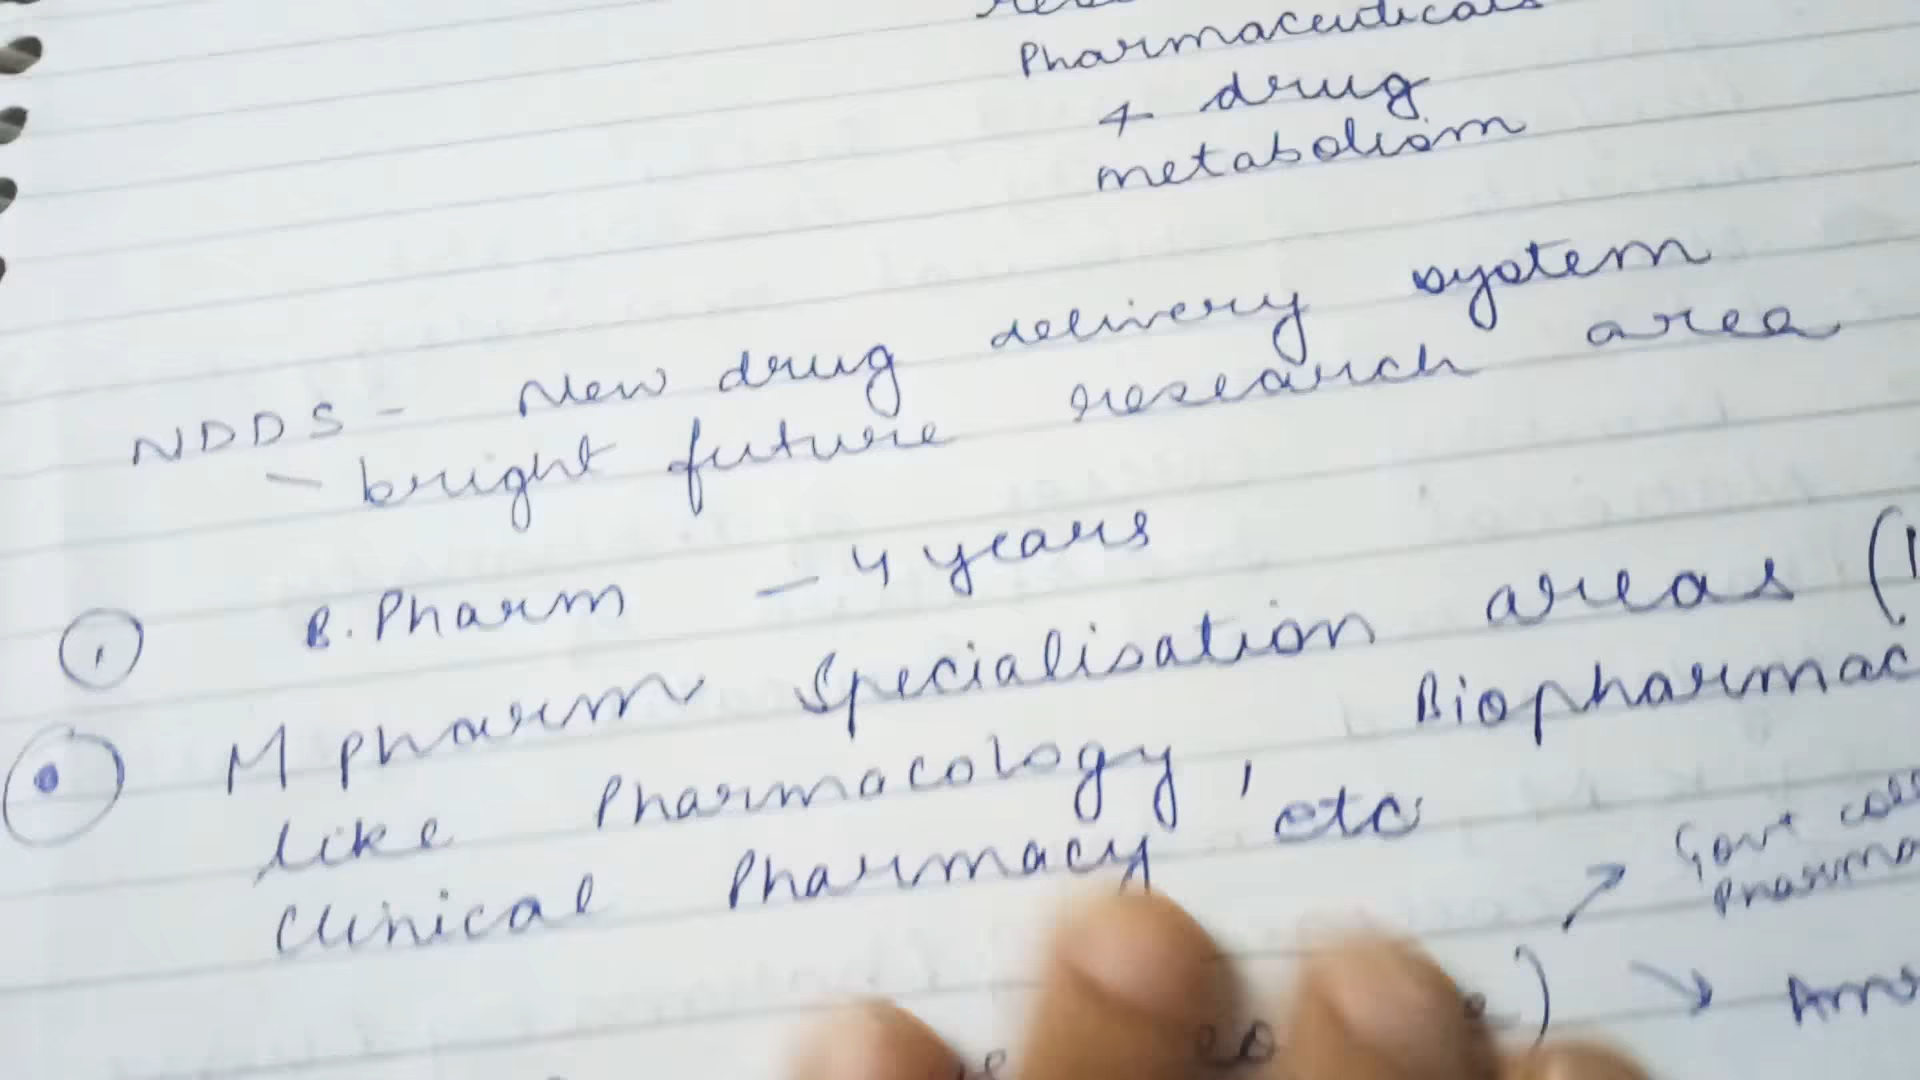 Pharmaceuticals
+ drug
metabolism
NDDS - New drug delivery system
- bright future research area
1 B.Pharm - 4 years
M pharm specialisation areas (
like Pharmacology, Biopharmac
Clinical Pharmacy, etc
Govt